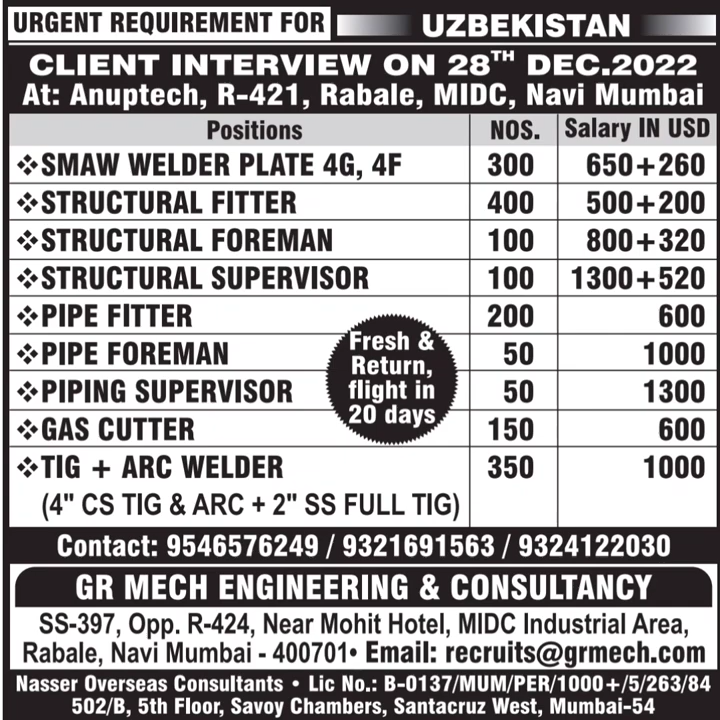 URGENT REQUIREMENT FOR UZBEKISTAN
CLIENT INTERVIEW ON 28TH DEC.2022
At: Anuptech, R-421, Rabale, MIDC, Navi Mumbai
Positions NOS. Salary IN USD
❖SMAW WELDER PLATE 4G, 4F 300 650+260
❖STRUCTURAL FITTER 400 500+200
❖STRUCTURAL FOREMAN 100 800+320
❖STRUCTURAL SUPERVISOR 100 1300+520
❖PIPE FITTER 200 600
❖PIPE FOREMAN 50 1000
❖PIPING SUPERVISOR 50 1300
❖GAS CUTTER 150 600
❖TIG + ARC WELDER 350 1000
(4" CS TIG & ARC + 2" SS FULL TIG)
Fresh &
Return,
flight in
20 days
Contact: 9546576249 / 9321691563 / 9324122030
GR MECH ENGINEERING & CONSULTANCY
SS-397, Opp. R-424, Near Mohit Hotel, MIDC Industrial Area,
Rabale, Navi Mumbai - 400701• Email: recruits@grmech.com
Nasser Overseas Consultants • Lic No.: B-0137/MUM/PER/1000+/5/263/84
502/B, 5th Floor, Savoy Chambers, Santacruz West, Mumbai-54